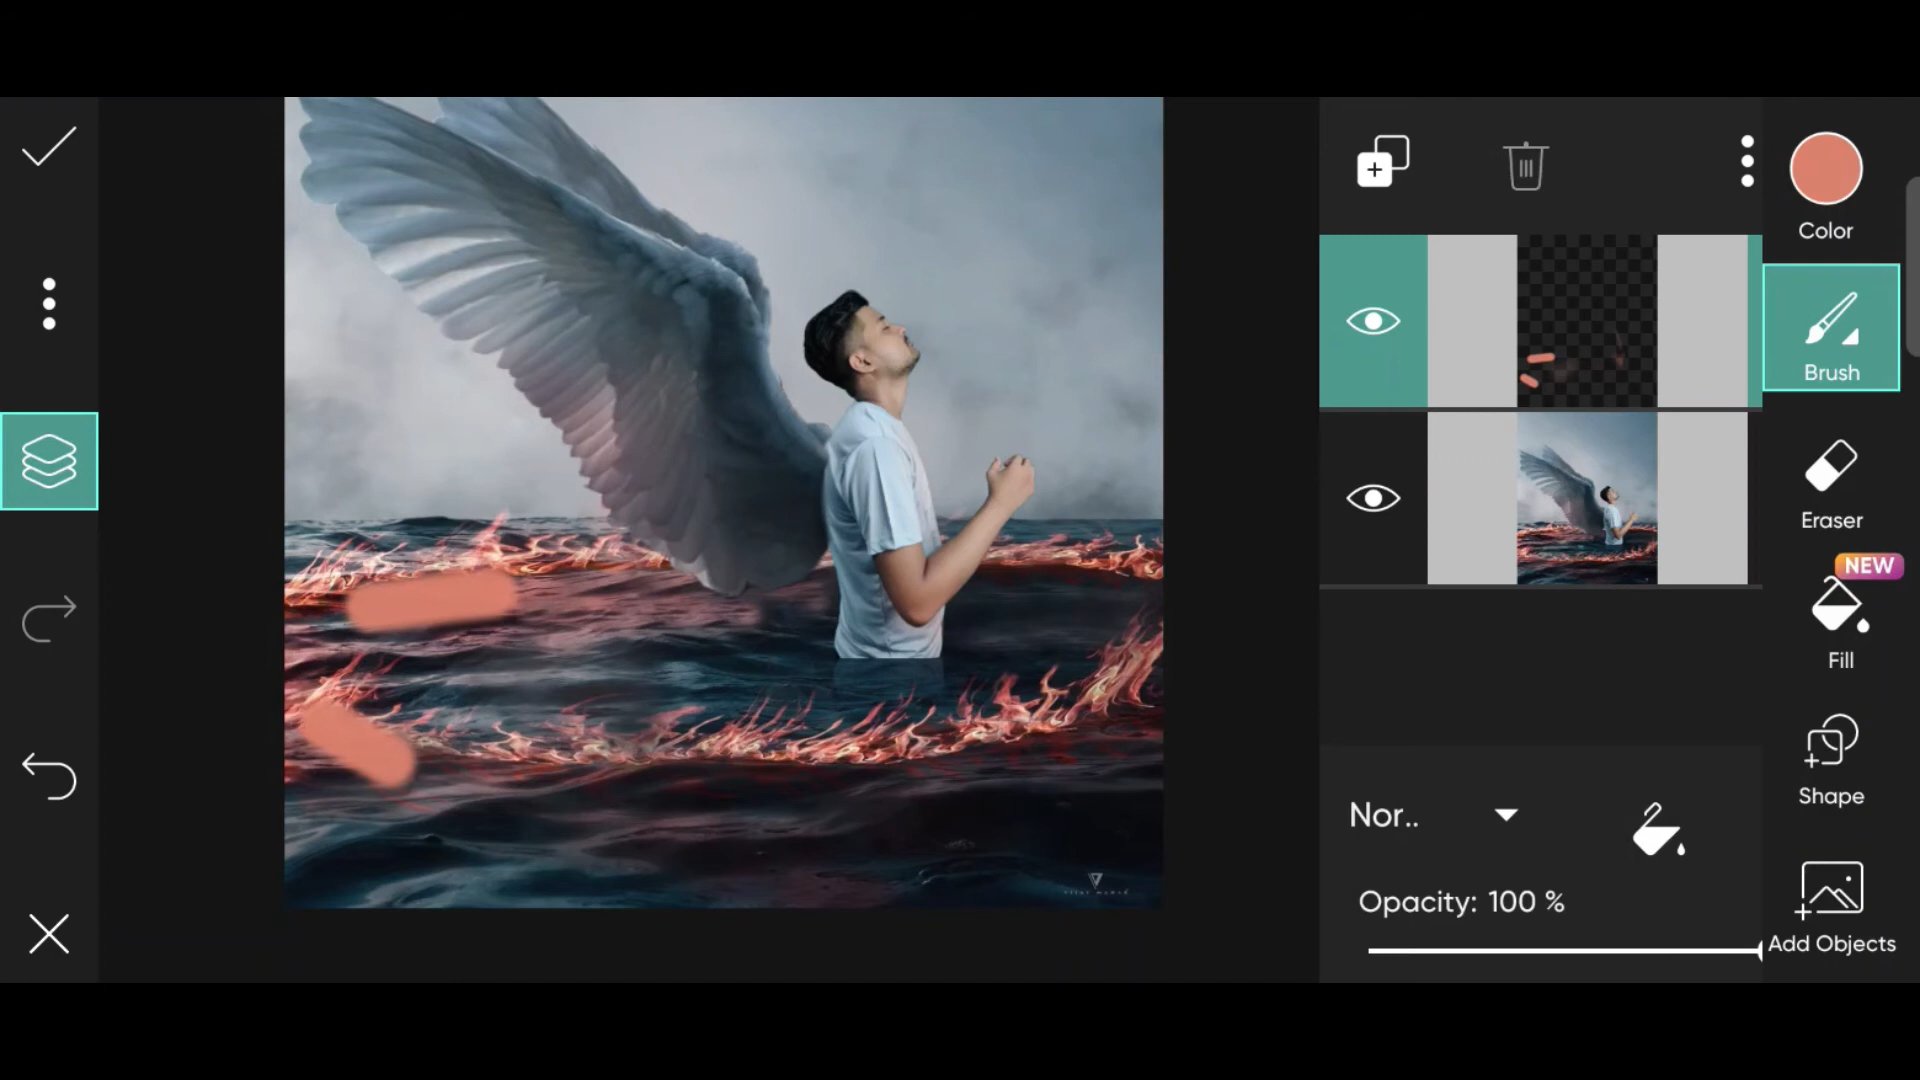 Color
Brush
Eraser
NEW
Fill
Shape
Nor..
Opacity: 100 %
Add Objects